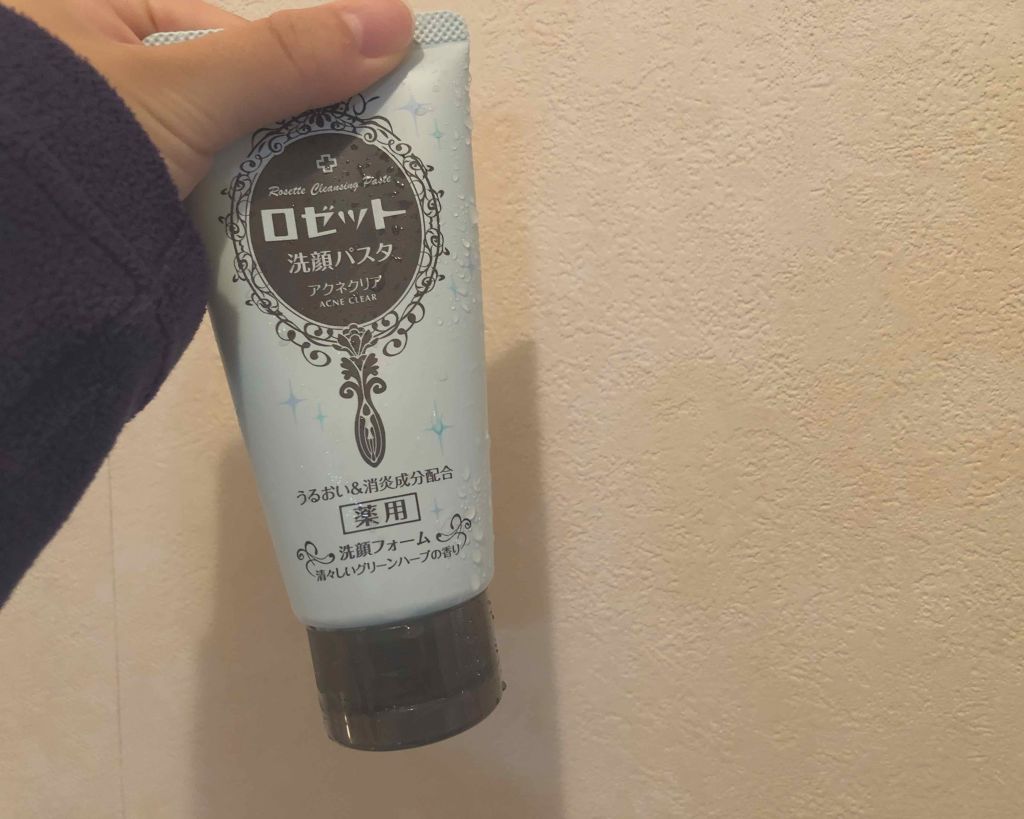 Rosette Cleansing Paste
ロゼット
洗顔パスタ
アクネクリア
ACNE CLEAR
うるおい&消炎成分配合
薬用
洗顔フォーム
清々しいグリーンハーブの香り